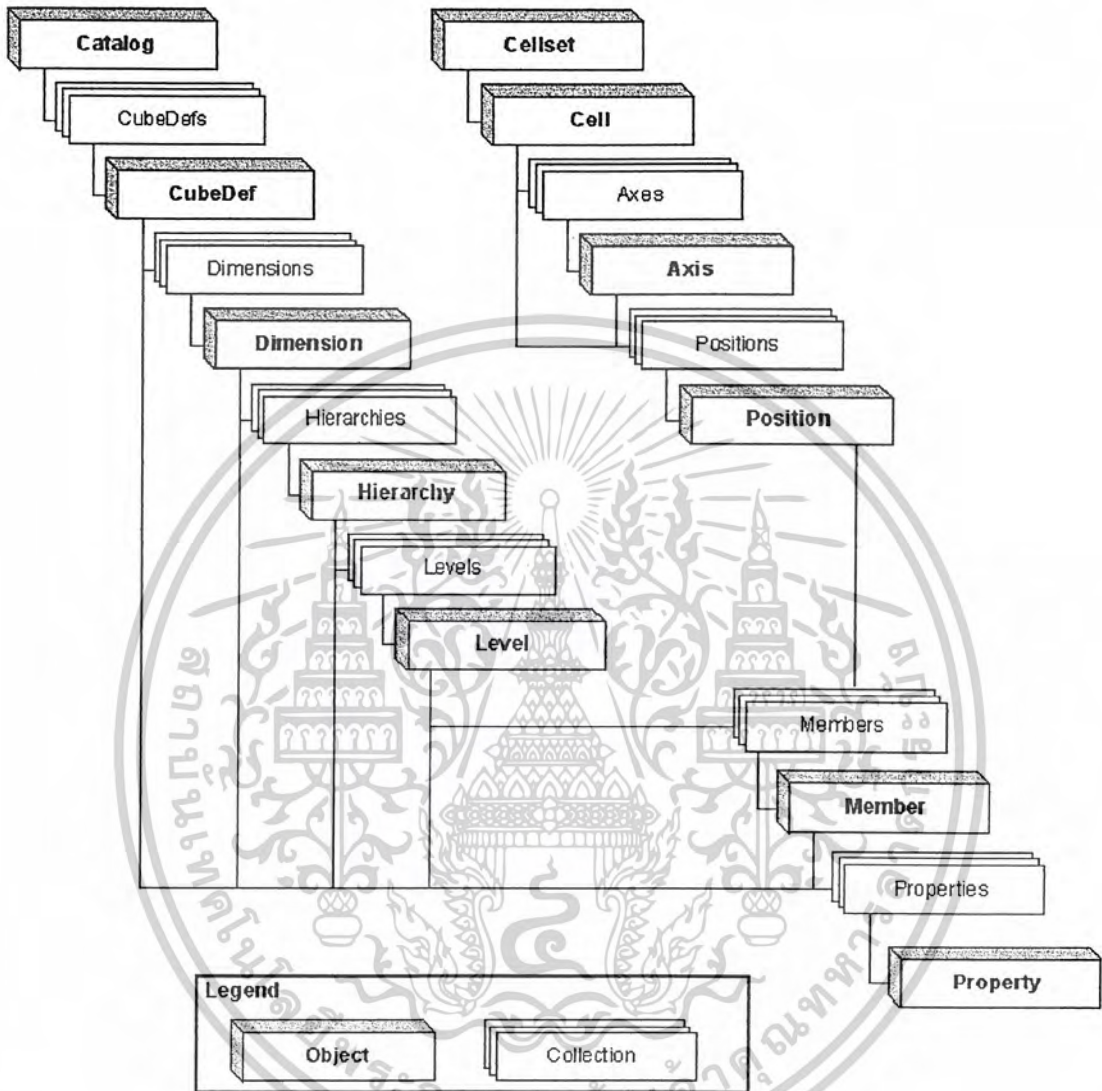 Catalog
CubeDefs
CubeDef
Dimensions
Dimension
Hierarchies
Hierarchy
Levels
Level
Cellset
Cell
Axes
Axis
Positions
Position
Members
Member
Properties
Property
Legend
Object
Collection